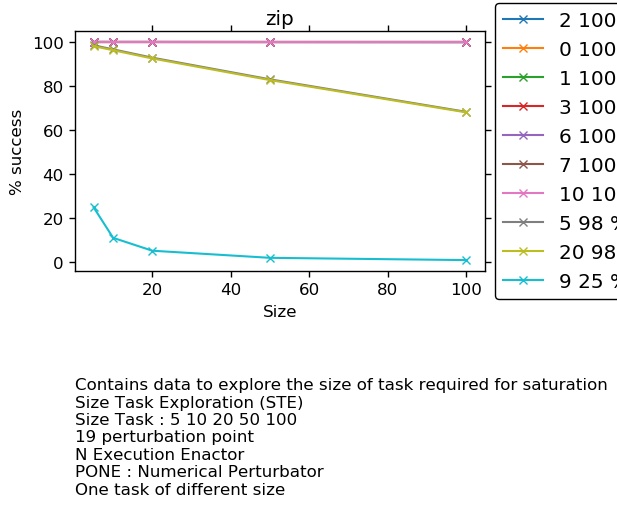 zip
100
80
60
40
20
0
% success
20 40 60 80 100
Size
2 100
0 100
1 100
3 100
6 100
7 100
10 10
5 98 %
20 98
9 25 %
Contains data to explore the size of task required for saturation
Size Task Exploration (STE)
Size Task : 5 10 20 50 100
19 perturbation point
N Execution Enactor
PONE : Numerical Perturbator
One task of different size